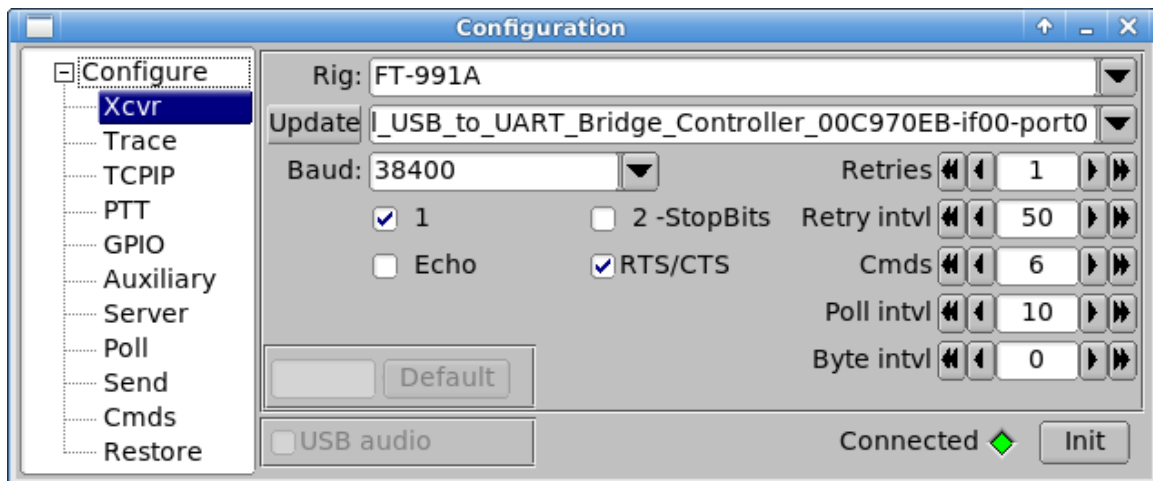 Configuration
Configure
Xcvr
Trace
TCPIP
PTT
GPIO
Auxiliary
Server
Poll
Send
Cmds
Restore
Rig: FT-991A
Update l_USB_to_UART_Bridge_Controller_00C970EB-if00-port0
Baud: 38400 Retries 1
1 2 -StopBits Retry intvl 50
Echo RTS/CTS Cmds 6
Poll intvl 10
Byte intvl 0
Default
USB audio Connected Init